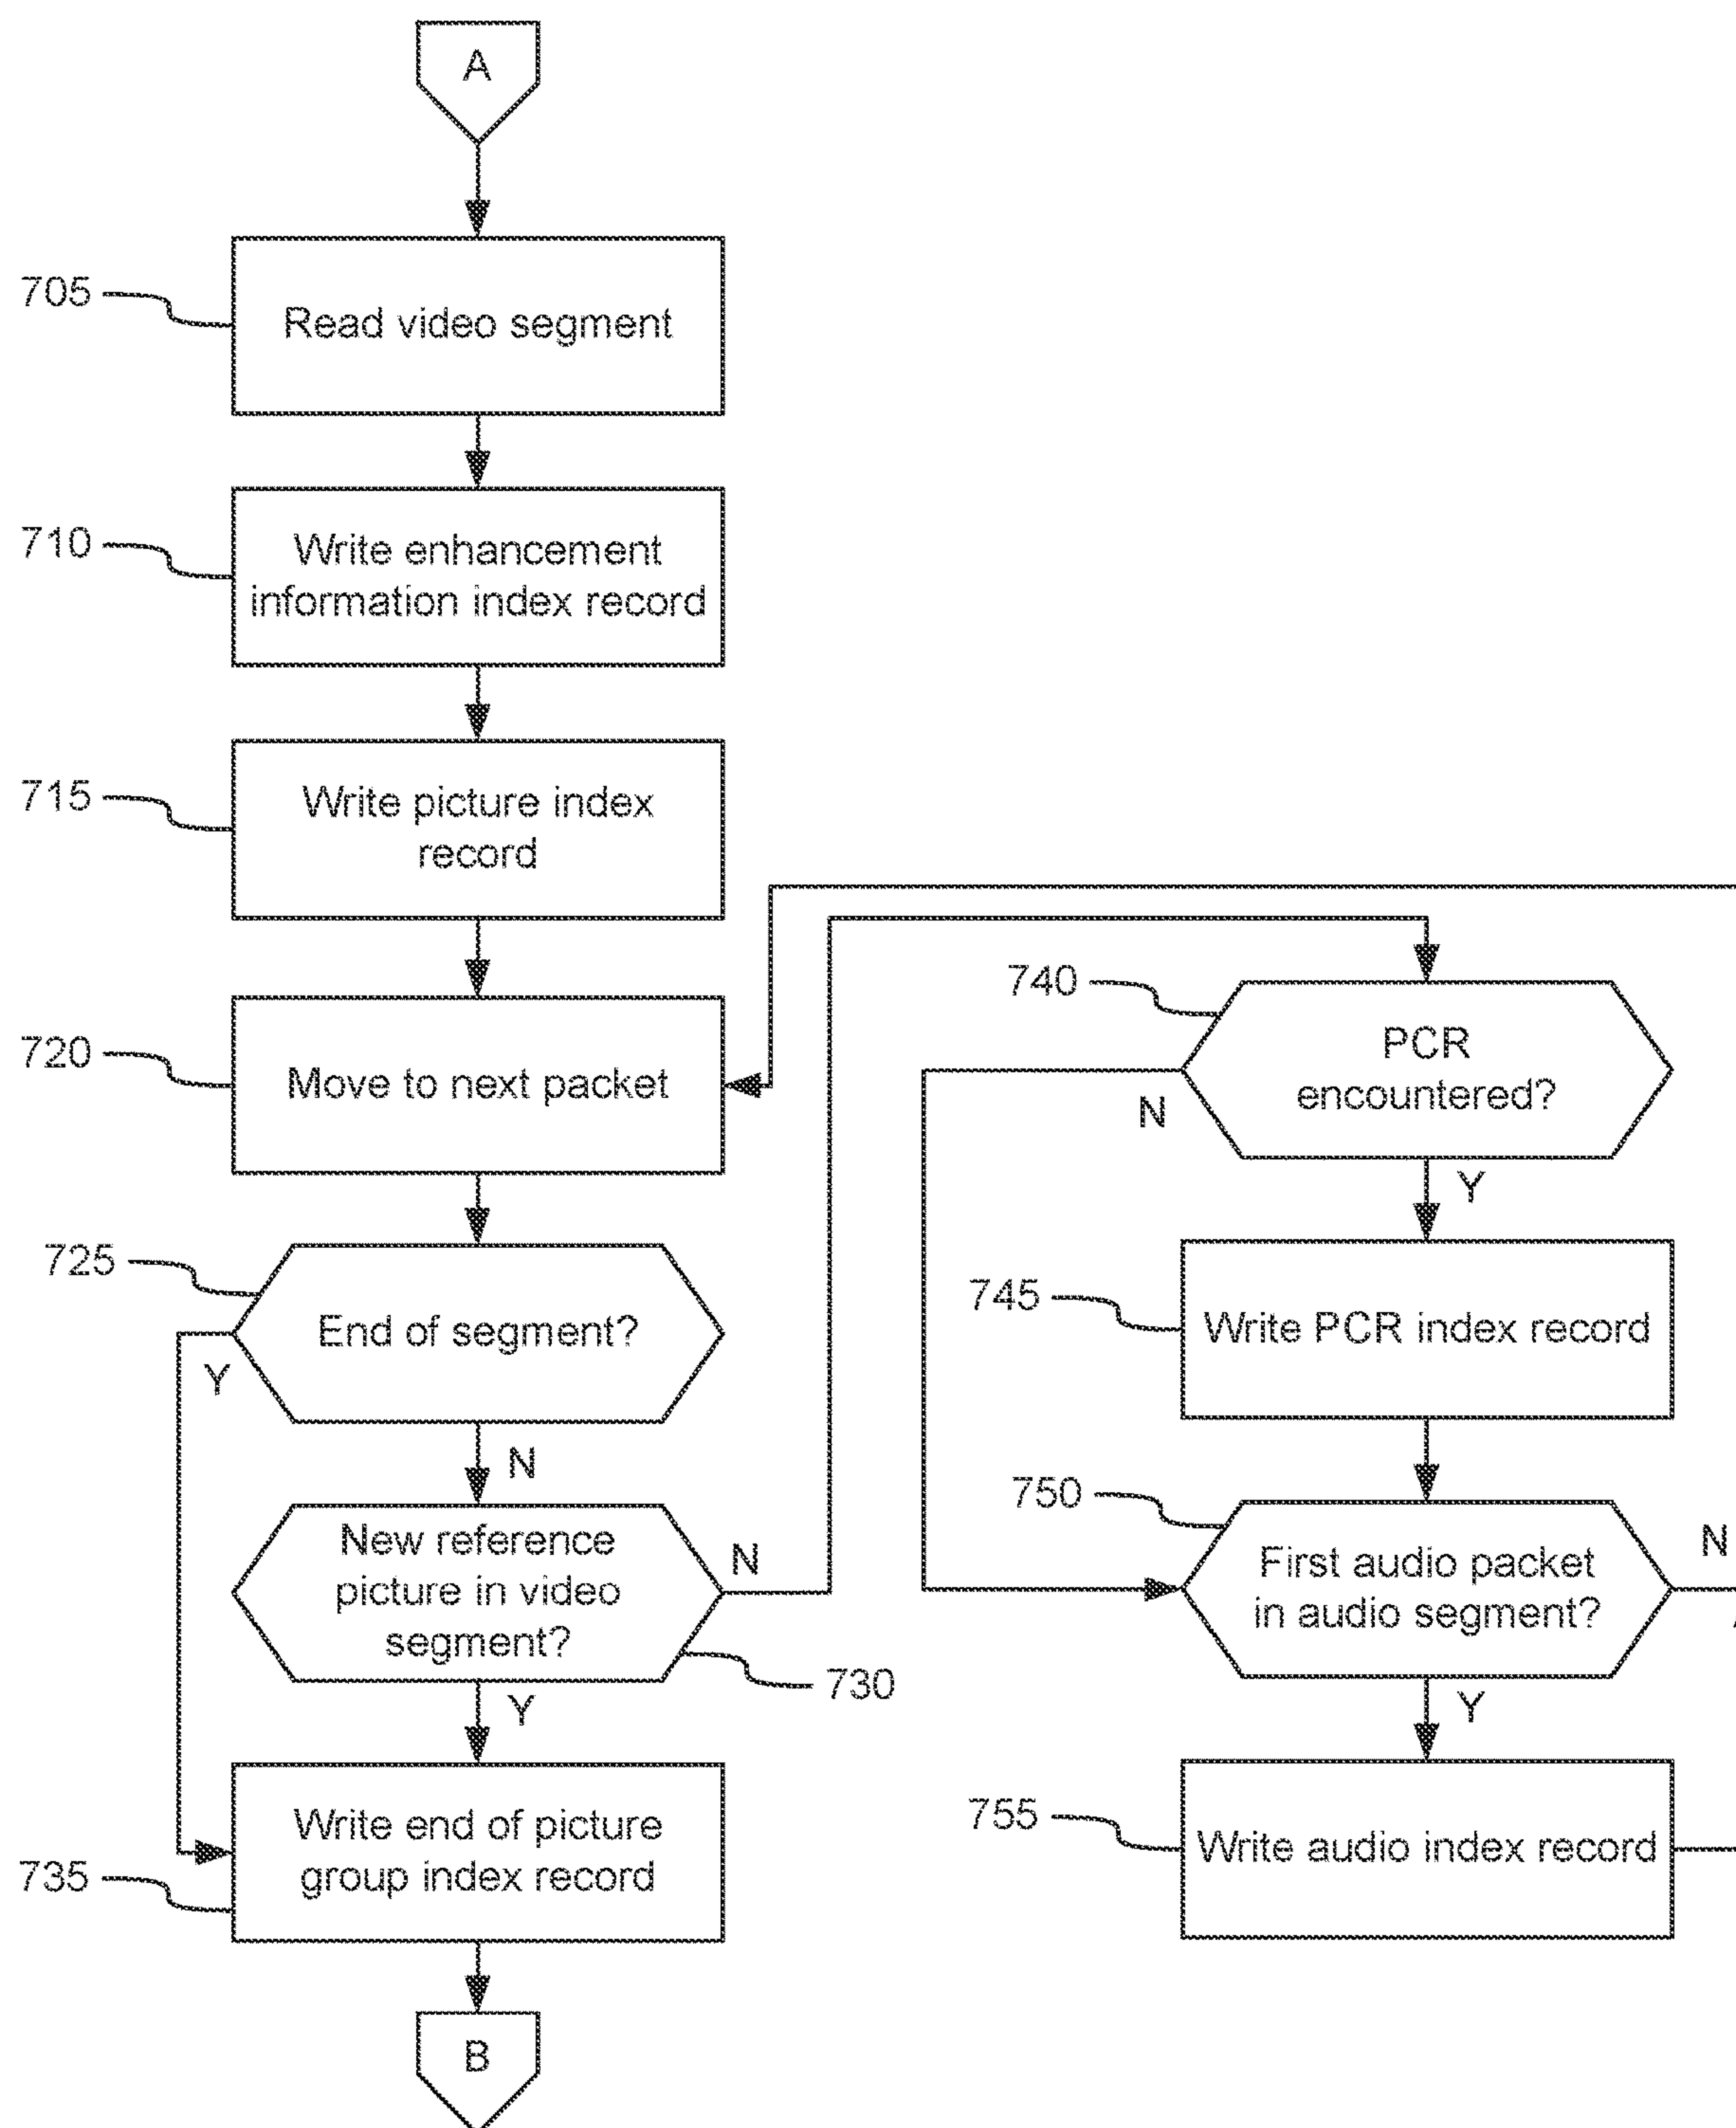 A
705
Read video segment
710
Write enhancement
information index record
715
Write picture index
record
720
Move to next packet
725
End of segment?
Y
N
New reference
picture in video
segment?
N
730
Y
735
Write end of picture
group index record
B
740
PCR
encountered?
N
Y
745
Write PCR index record
750
First audio packet
in audio segment?
N
Y
755
Write audio index record